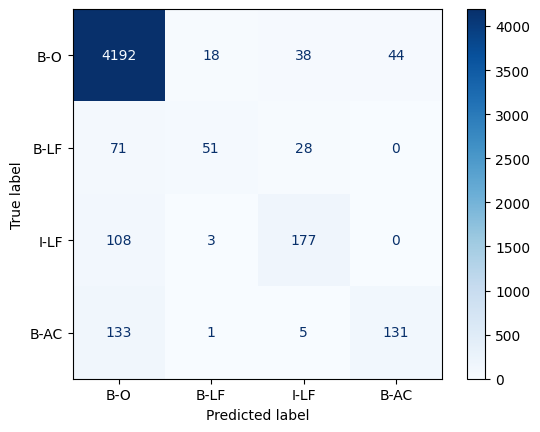 B-O 4192 18 38 44
B-LF 71 51 28 0
I-LF 108 3 177 0
B-AC 133 1 5 131
B-O B-LF I-LF B-AC
Predicted label
True label
4000
3500
3000
2500
2000
1500
1000
500
0